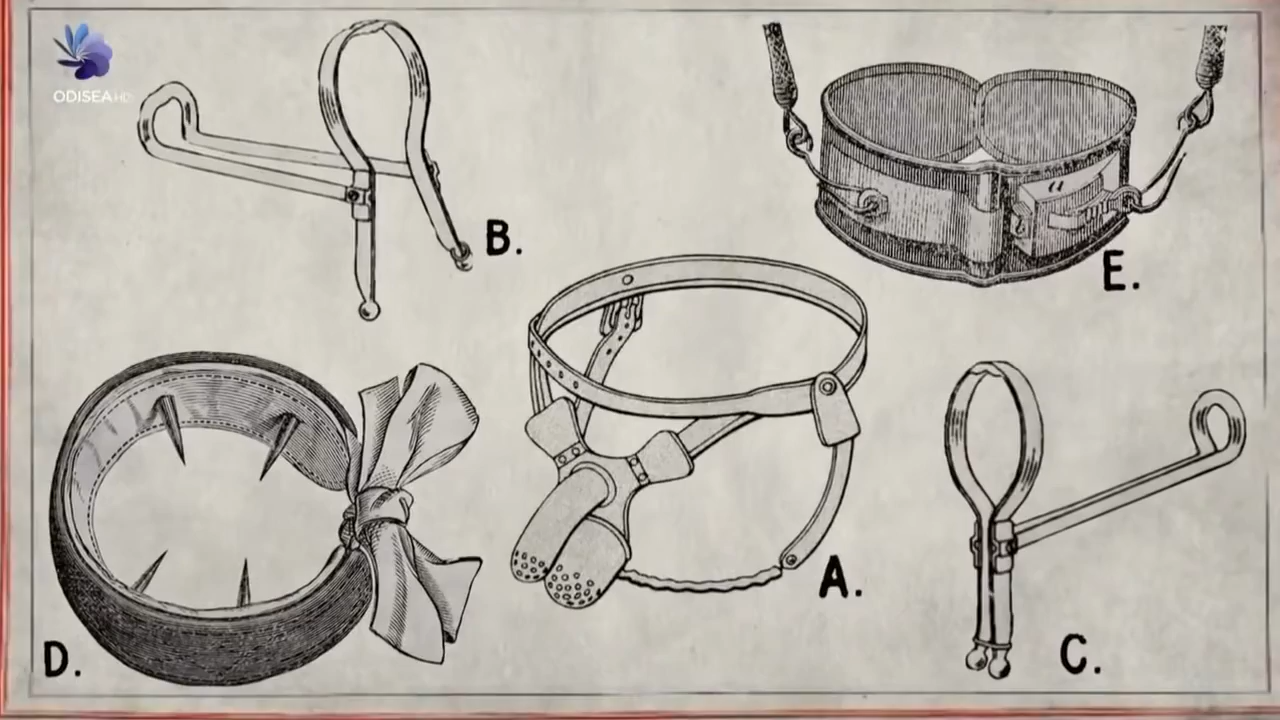 ODISEA HD
B.
E.
a
A.
D.
C.